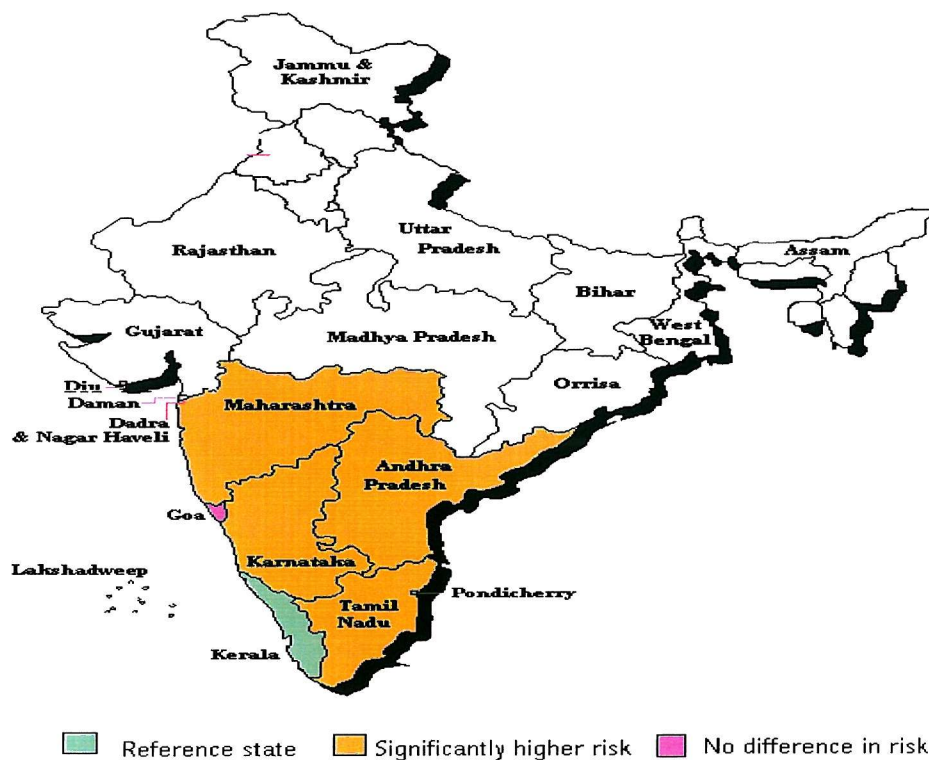 Jammu &
Kashmir
Uttar
Pradesh
Rajasthan
Assam
Bihar
Gujarat
Madhya Pradesh
West
Bengal
Orrisa
Diu
Daman
Dadra
& Nagar Haveli
Maharashtra
Andhra
Pradesh
Goa
Karnataka
Lakshadweep
Pondicherry
Tamil
Nadu
Kerala
Reference state
Significantly higher risk
No difference in risk